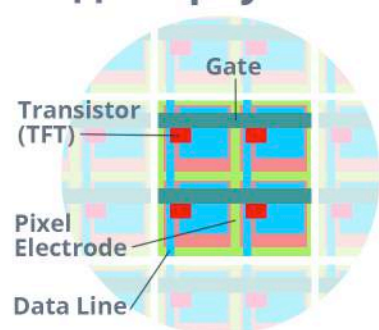 Gate
Transistor
(TFT)
Pixel
Electrode
Data Line